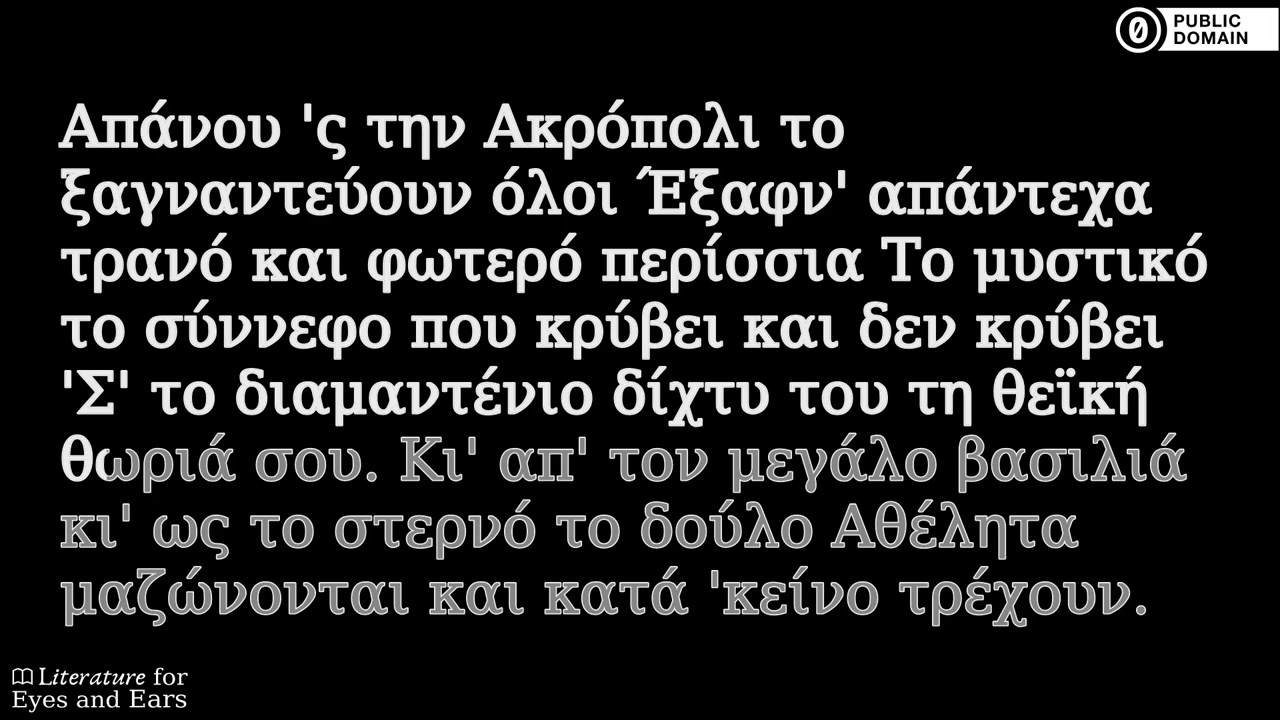 PUBLIC
DOMAIN
Απάνου 'ς την Ακρόπολι το
ξαγναντεύουν όλοι Έξαφν' απάντεχα
τρανό και φωτερό περίσσια Το μυστικό
το σύννεφο που κρύβει και δεν κρύβει
'Σ' το διαμαντένιο δίχτυ του τη θεϊκή
θωριά σου. Κι' απ' τον μεγάλο βασιλιά
κι' ως το στερνό το δούλο Αθέλητα
μαζώνονται και κατά 'κείνο τρέχουν.
Literature for
Eyes and Ears